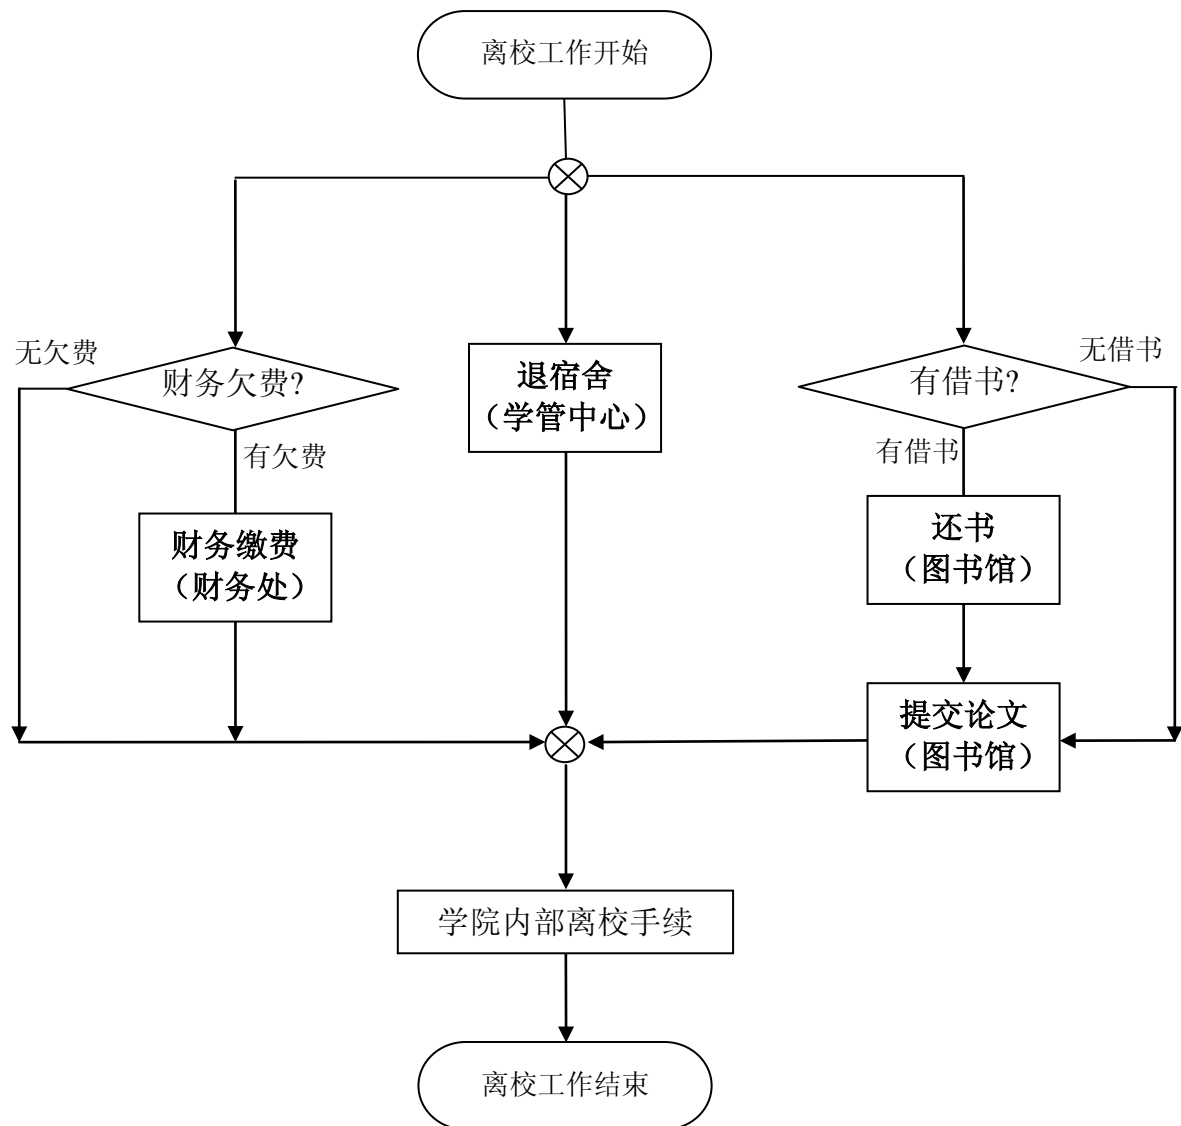 离校工作开始
无欠费
财务欠费?
有欠费
财务缴费
（财务处）
退宿舍
（学管中心）
无借书
有借书?
有借书
还书
（图书馆）
提交论文
（图书馆）
学院内部离校手续
离校工作结束